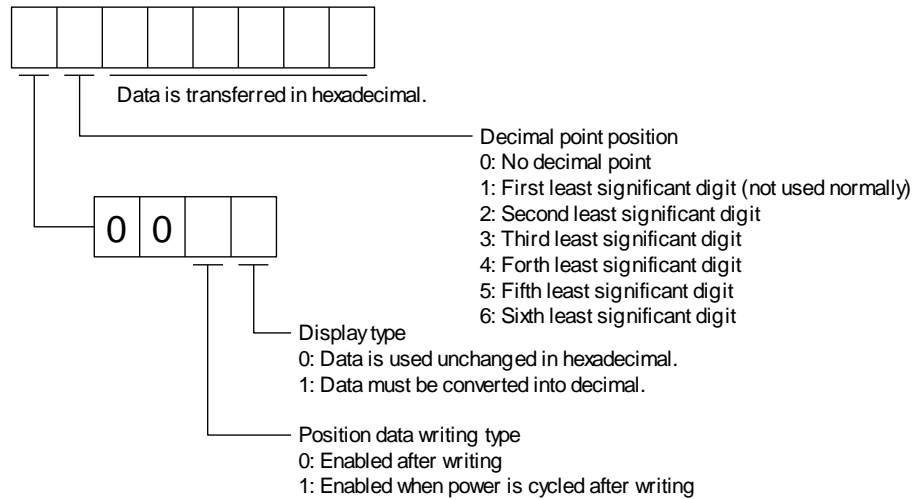 Data is transferred in hexadecimal.
Decimal point position
0: No decimal point
1: First least significant digit (not used normally)
2: Second least significant digit
3: Third least significant digit
4: Forth least significant digit
5: Fifth least significant digit
6: Sixth least significant digit
0 0
Display type
0: Data is used unchanged in hexadecimal.
1: Data must be converted into decimal.
Position data writing type
0: Enabled after writing
1: Enabled when power is cycled after writing